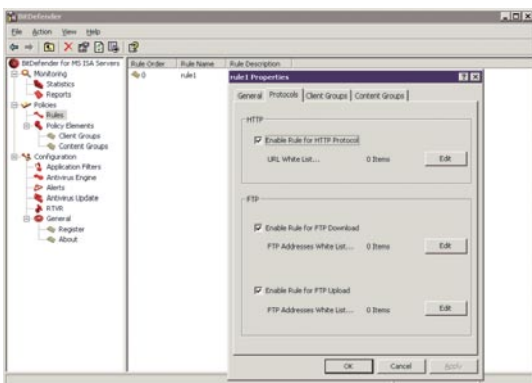 BitDefender
File Action View Help
BitDefender for MS ISA Servers
Monitoring
Statistics
Reports
Policies
Rules
Policy Elements
Client Groups
Content Groups
Configuration
Application Filters
Antivirus Engine
Alerts
Antivirus Update
RTVR
General
Register
About
Rule Order Rule Name Rule Description
0 rule1
rule1 Properties
General Protocols Client Groups Content Groups
HTTP
Enable Rule for HTTP Protocol
URL White List... 0 Items Edit
FTP
Enable Rule for FTP Download
FTP Addresses White List... 0 Items Edit
Enable Rule for FTP Upload
FTP Addresses White List... 0 Items Edit
OK Cancel Apply